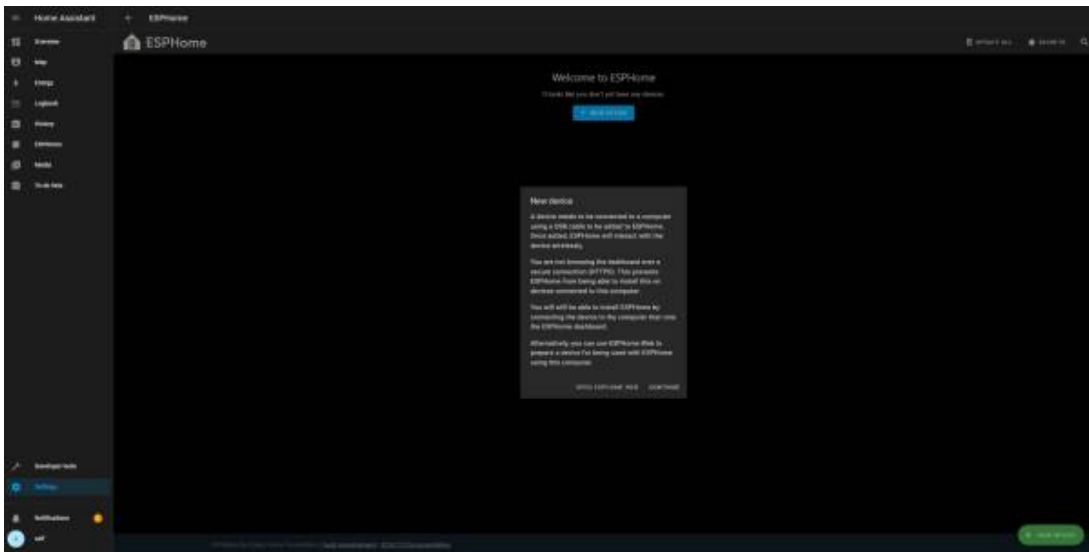 Home Assistant
ESPHome
Overview
Map
Energy
Logbook
History
ESPHome
Media
To-do lists
Developer tools
Settings
Notifications
ESPHome
UPDATE ALL
SECRETS
Welcome to ESPHome
It looks like you don't yet have any devices.
+ NEW DEVICE
New device
A device needs to be connected to a computer
using a USB cable to be added to ESPHome.
Once added, ESPHome will interact with the
device wirelessly.
You are not browsing the dashboard over a
secure connection (HTTPS). This prevents
ESPHome from being able to install this on
devices connected to this computer.
You will still be able to install ESPHome by
connecting the device to the computer that runs
the ESPHome dashboard.
Alternatively, you can use ESPHome Web to
prepare a device for being used with ESPHome
using this computer.
OPEN ESPHOME WEB
CONTINUE
+ NEW DEVICE